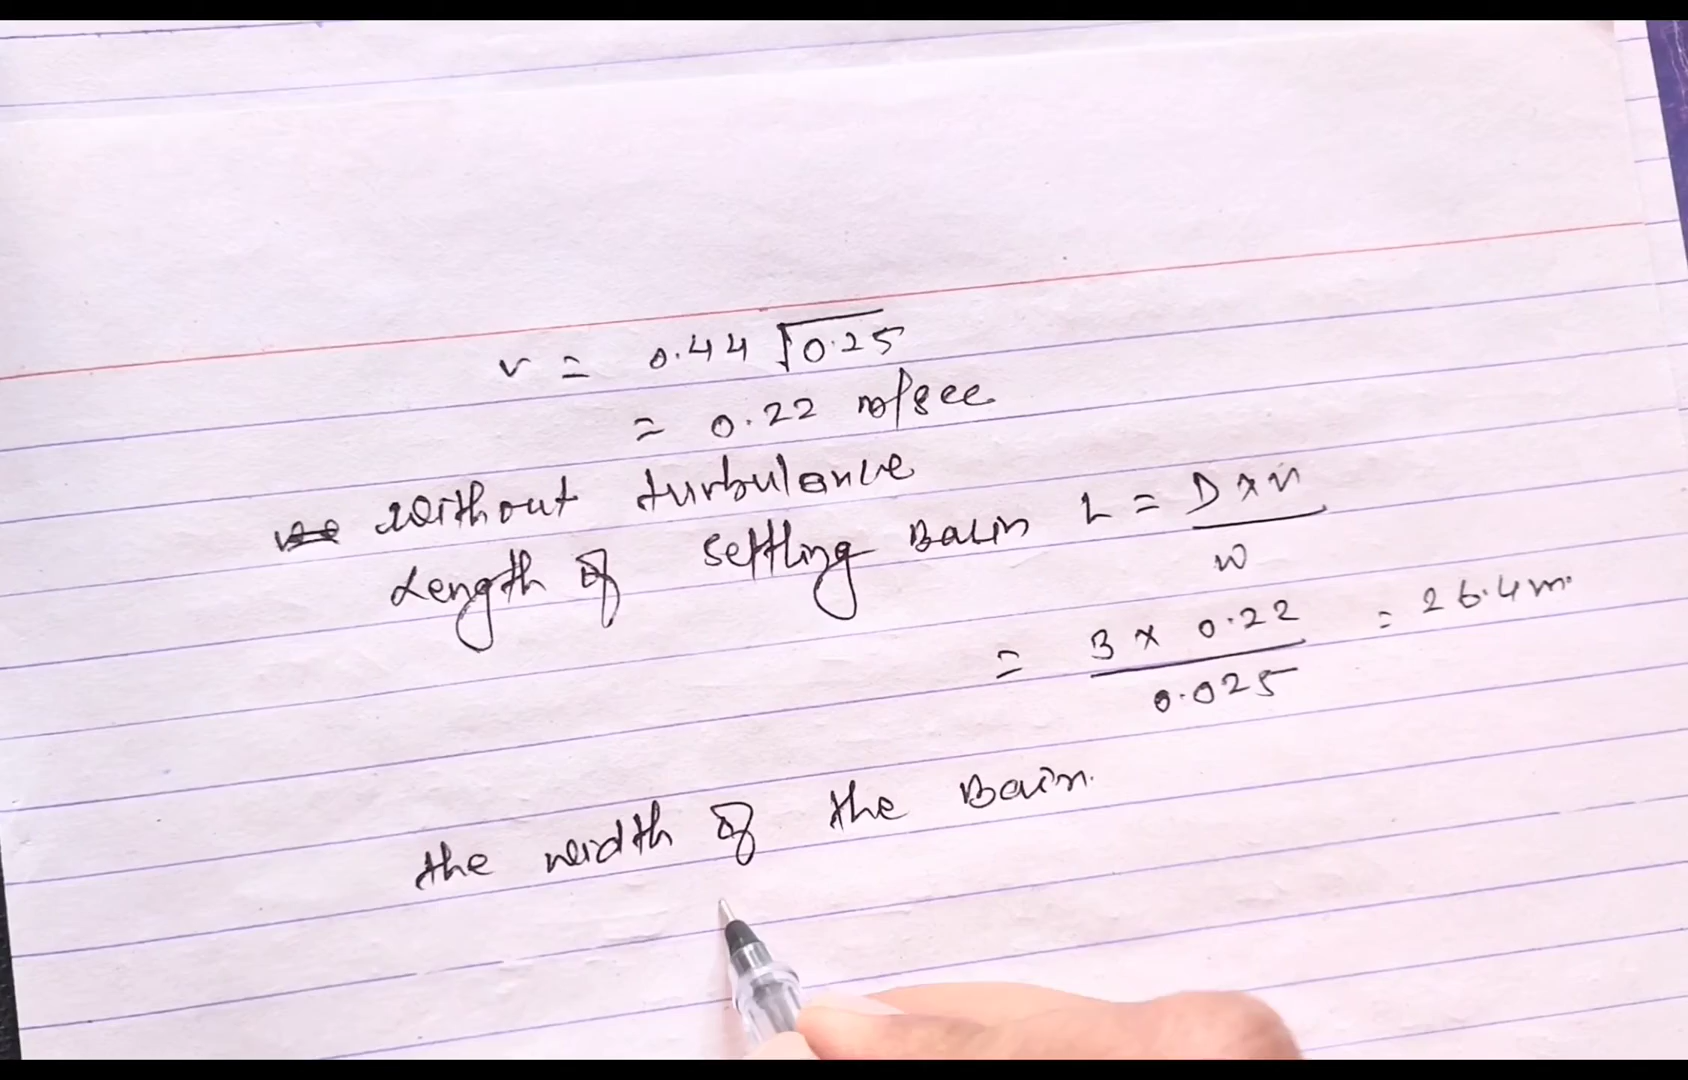 v = 0.44 √0.25
= 0.22 m/sec
without turbulance
Length of settling Basin L = D x v / w
= 3 x 0.22 / 0.025 = 26.4m.
the width of the Basin.